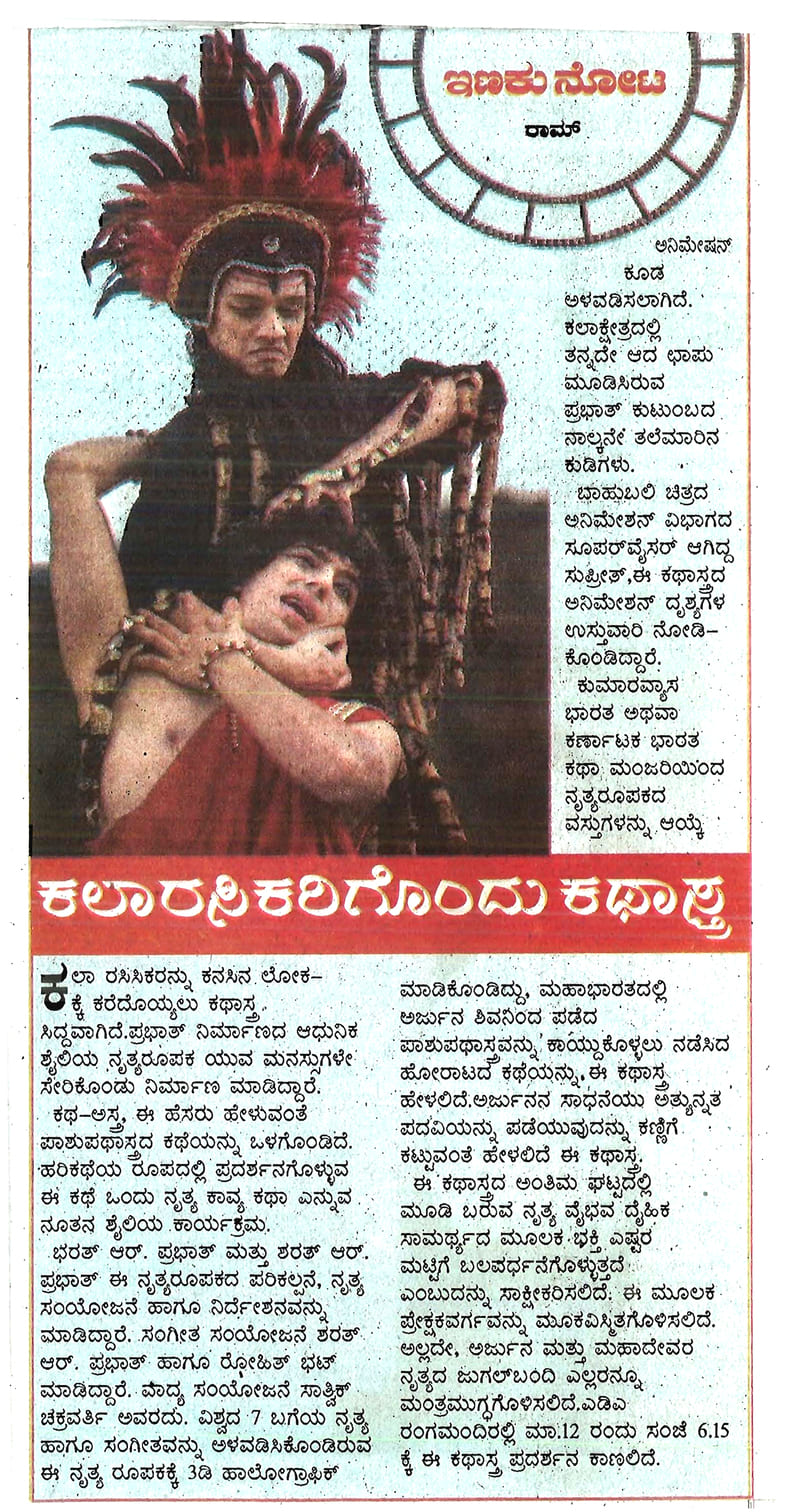 ಇಣುಕು ನೋಟ
ರಾಮ್
ಕಲಾರಸಿಕರಿಗೊಂದು ಕಥಾಸ್ತ್ರ
ಕಲಾ ರಸಿಸಿಕರನ್ನು ಕನಸಿನ ಲೋಕ–
ಕ್ಕೆ ಕರೆದೊಯ್ಯಲು ಕಥಾಸ್ತ್ರ
ಸಿದ್ದವಾಗಿದೆ.ಪ್ರಭಾತ್ ನಿರ್ಮಾಣದ ಆಧುನಿಕ
ಶೈಲಿಯ ನೃತ್ಯರೂಪಕ ಯುವ ಮನಸ್ಸುಗಳೇ
ಸೇರಿಕೊಂಡು ನಿರ್ಮಾಣ ಮಾಡಿದ್ದಾರೆ.
ಕಥ–ಅಸ್ತ್ರ, ಈ ಹೆಸರು ಹೇಳುವಂತೆ
ಪಾಶುಪಥಾಸ್ತ್ರದ ಕಥೆಯನ್ನು ಒಳಗೊಂಡಿದೆ.
ಹರಿಕಥೆಯ ರೂಪದಲ್ಲಿ ಪ್ರದರ್ಶನಗೊಳ್ಳುವ
ಈ ಕಥೆ ಒಂದು ನೃತ್ಯ ಕಾವ್ಯ ಕಥಾ ಎನ್ನುವ
ನೂತನ ಶೈಲಿಯ ಕಾರ್ಯಕ್ರಮ.
ಭರತ್ ಆರ್. ಪ್ರಭಾತ್ ಮತ್ತು ಶರತ್ ಆರ್.
ಪ್ರಭಾತ್ ಈ ನೃತ್ಯರೂಪಕದ ಪರಿಕಲ್ಪನೆ, ನೃತ್ಯ
ಸಂಯೋಜನೆ ಹಾಗೂ ನಿರ್ದೇಶನವನ್ನು
ಮಾಡಿದ್ದಾರೆ. ಸಂಗೀತ ಸಂಯೋಜನೆ ಶರತ್
ಆರ್. ಪ್ರಭಾತ್ ಹಾಗೂ ರೋಹಿತ್ ಭಟ್
ಮಾಡಿದ್ದಾರೆ. ವಾದ್ಯ ಸಂಯೋಜನೆ ಸಾತ್ವಿಕ್
ಚಕ್ರವರ್ತಿ ಅವರದು. ವಿಶ್ವದ 7 ಬಗೆಯ ನೃತ್ಯ
ಹಾಗೂ ಸಂಗೀತವನ್ನು ಅಳವಡಿಸಿಕೊಂಡಿರುವ
ಈ ನೃತ್ಯ ರೂಪಕಕ್ಕೆ 3ಡಿ ಹಾಲೋಗ್ರಾಫಿಕ್
ಅನಿಮೇಷನ್
ಕೂಡ
ಅಳವಡಿಸಲಾಗಿದೆ.
ಕಲಾಕ್ಷೇತ್ರದಲ್ಲಿ
ತನ್ನದೇ ಆದ ಛಾಪು
ಮೂಡಿಸಿರುವ
ಪ್ರಭಾತ್ ಕುಟುಂಬದ
ನಾಲ್ಕನೇ ತಲೆಮಾರಿನ
ಕುಡಿಗಳು.
ಬಾಹುಬಲಿ ಚಿತ್ರದ
ಅನಿಮೇಶನ್ ವಿಭಾಗದ
ಸೂಪರ್‌ವೈಸರ್ ಆಗಿದ್ದ
ಸುಪ್ರೀತ್,ಈ ಕಥಾಸ್ತ್ರದ
ಅನಿಮೇಶನ್ ದೃಶ್ಯಗಳ
ಉಸ್ತುವಾರಿ ನೋಡಿ–
ಕೊಂಡಿದ್ದಾರೆ.
ಕುಮಾರವ್ಯಾಸ
ಭಾರತ ಅಥವಾ
ಕರ್ಣಾಟಕ ಭಾರತ
ಕಥಾ ಮಂಜರಿಯಿಂದ
ನೃತ್ಯರೂಪಕದ
ವಸ್ತುಗಳನ್ನು ಆಯ್ಕೆ
ಮಾಡಿಕೊಂಡಿದ್ದು, ಮಹಾಭಾರತದಲ್ಲಿ
ಅರ್ಜುನ ಶಿವನಿಂದ ಪಡೆದ
ಪಾಶುಪಥಾಸ್ತ್ರವನ್ನು ಕಾಯ್ದುಕೊಳ್ಳಲು ನಡೆಸಿದ
ಹೋರಾಟದ ಕಥೆಯನ್ನು,ಈ ಕಥಾಸ್ತ್ರ
ಹೇಳಲಿದೆ.ಅರ್ಜುನನ ಸಾಧನೆಯು ಅತ್ಯುನ್ನತ
ಪದವಿಯನ್ನು ಪಡೆಯುವುದನ್ನು ಕಣ್ಣಿಗೆ
ಕಟ್ಟುವಂತೆ ಹೇಳಲಿದೆ ಈ ಕಥಾಸ್ತ್ರ.
ಈ ಕಥಾಸ್ತ್ರದ ಅಂತಿಮ ಘಟ್ಟದಲ್ಲಿ
ಮೂಡಿ ಬರುವ ನೃತ್ಯ ವೈಭವ ದೈಹಿಕ
ಸಾಮರ್ಥ್ಯದ ಮೂಲಕ ಭಕ್ತಿ ಎಷ್ಟರ
ಮಟ್ಟಿಗೆ ಬಲವರ್ಧನೆಗೊಳ್ಳುತ್ತದೆ
ಎಂಬುದನ್ನು ಸಾಕ್ಷೀಕರಿಸಲಿದೆ. ಈ ಮೂಲಕ
ಪ್ರೇಕ್ಷಕವರ್ಗವನ್ನು ಮೂಕವಿಸ್ಮಿತಗೊಳಿಸಲಿದೆ.
ಅಲ್ಲದೇ, ಅರ್ಜುನ ಮತ್ತು ಮಹಾದೇವರ
ನೃತ್ಯದ ಜುಗಲ್‌ಬಂದಿ ಎಲ್ಲರನ್ನೂ
ಮಂತ್ರಮುಗ್ಧಗೊಳಿಸಲಿದೆ.ಎಡಿಎ
ರಂಗಮಂದಿರಲ್ಲಿ ಮಾ.12 ರಂದು ಸಂಜೆ 6.15
ಕ್ಕೆ ಈ ಕಥಾಸ್ತ್ರ ಪ್ರದರ್ಶನ ಕಾಣಲಿದೆ.